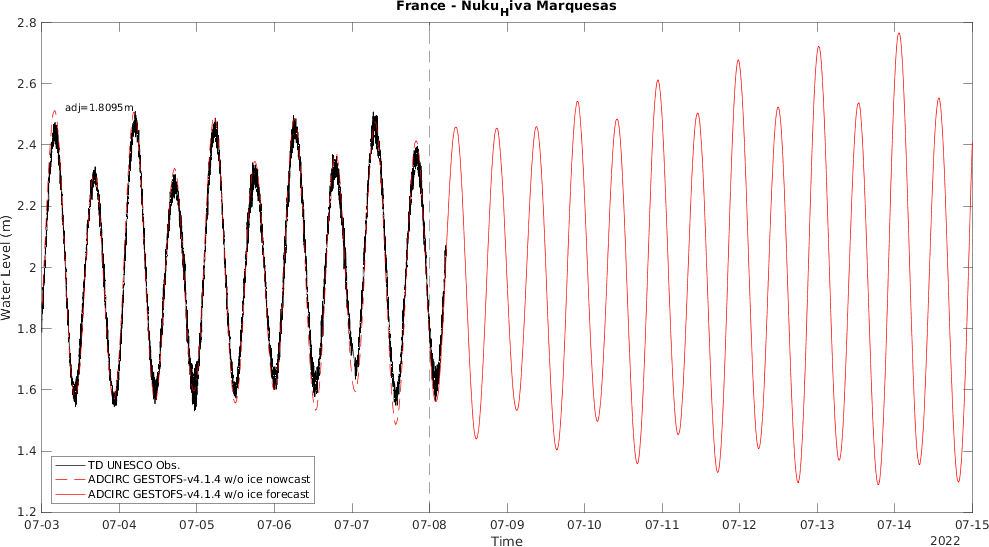 France - Nuku_Hiva Marquesas
2.8
2.6
2.4
2.2
2
1.8
1.6
1.4
1.2
Water Level (m)
adj=1.8095m
TD UNESCO Obs.
ADCIRC GESTOFS-v4.1.4 w/o ice nowcast
ADCIRC GESTOFS-v4.1.4 w/o ice forecast
07-03 07-04 07-05 07-06 07-07 07-08 07-09 07-10 07-11 07-12 07-13 07-14 07-15
Time
2022